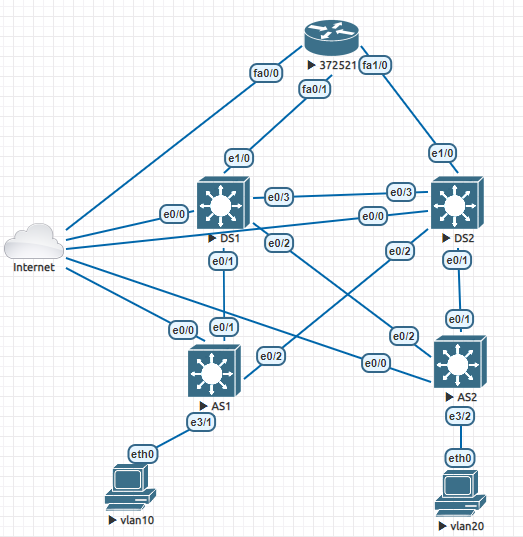 372521
fa0/0
fa1/0
fa0/1
e1/0
e1/0
e0/3
e0/3
e0/0
e0/0
DS1
DS2
e0/2
e0/2
e0/1
e0/1
Internet
e0/1
e0/1
e0/0
e0/2
e0/2
e0/0
AS1
AS2
e3/1
e3/2
eth0
eth0
vlan10
vlan20